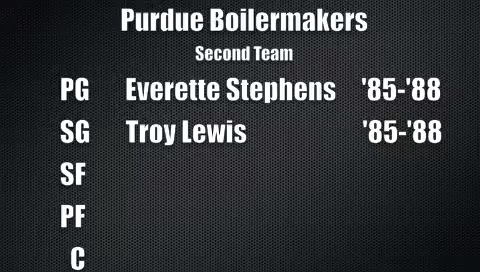 Purdue Boilermakers
Second Team
PG Everette Stephens '85-'88
SG Troy Lewis '85-'88
SF
PF
C